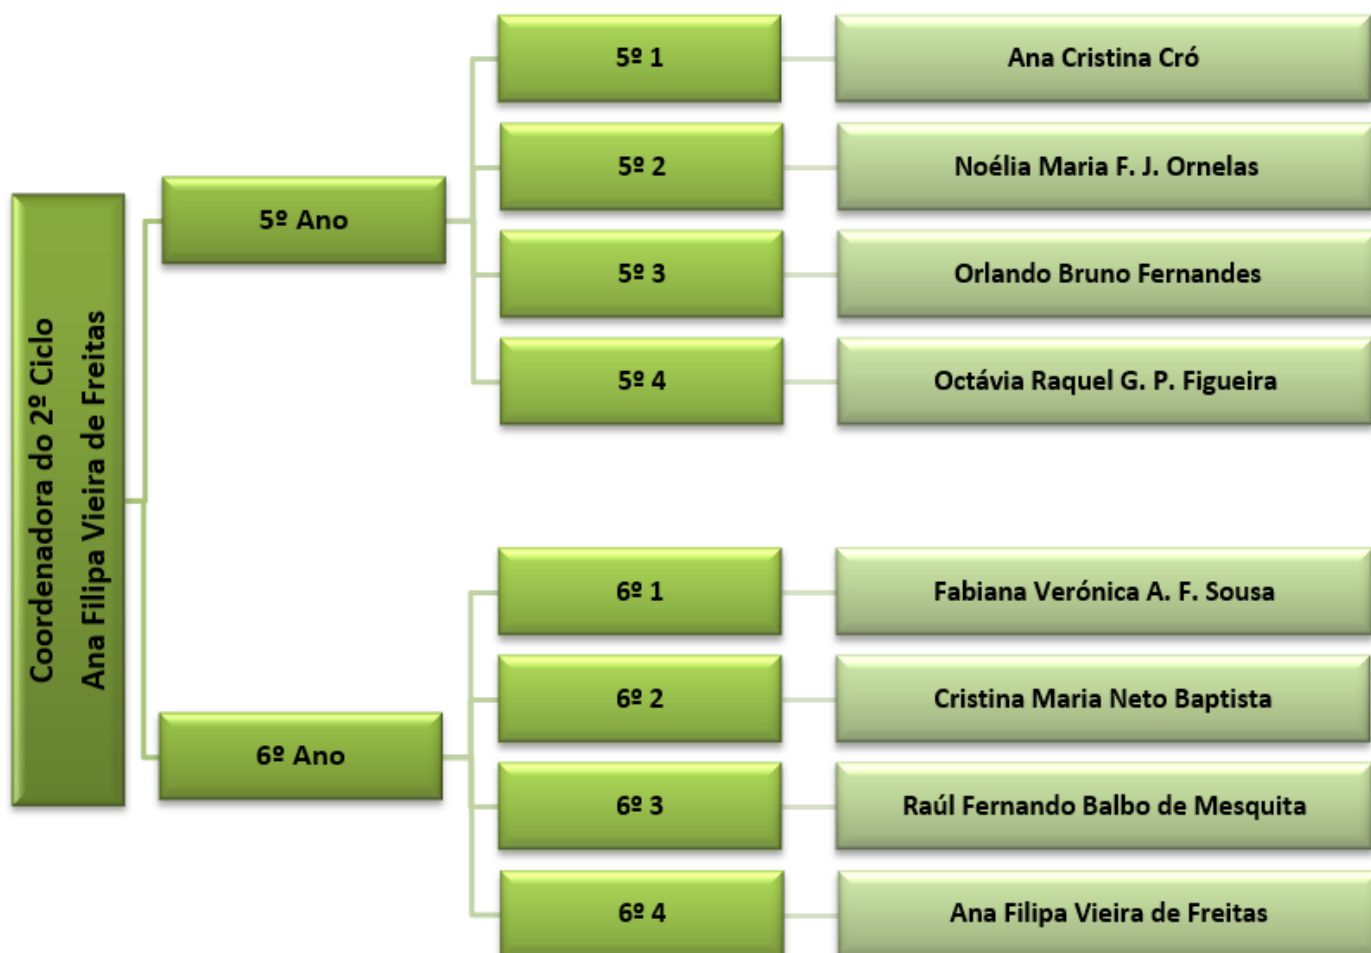 Coordenadora do 2º Ciclo
Ana Filipa Vieira de Freitas
5º Ano
5º 1
Ana Cristina Cró
5º 2
Noélia Maria F. J. Ornelas
5º 3
Orlando Bruno Fernandes
5º 4
Octávia Raquel G. P. Figueira
6º Ano
6º 1
Fabiana Verónica A. F. Sousa
6º 2
Cristina Maria Neto Baptista
6º 3
Raúl Fernando Balbo de Mesquita
6º 4
Ana Filipa Vieira de Freitas